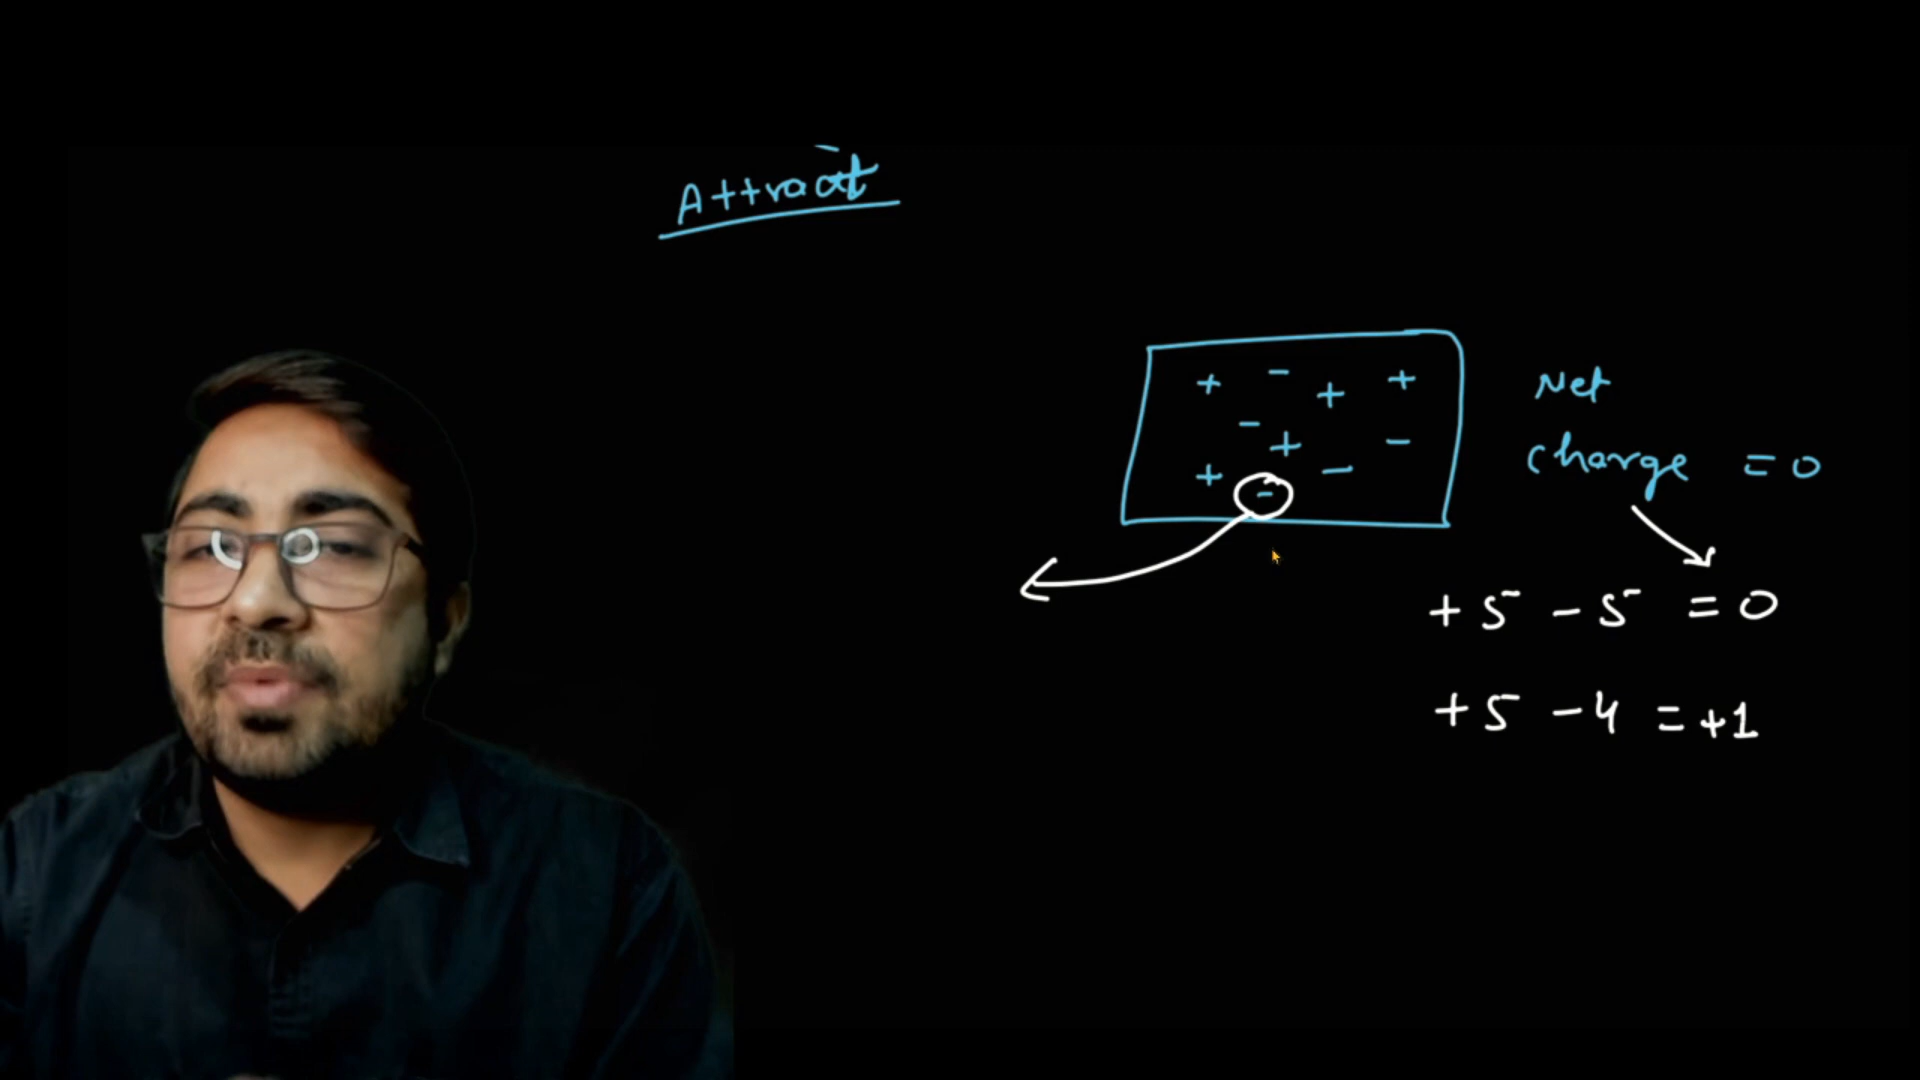 Attract
+ - + +
- + -
+ - -
Net
charge = 0
+5 -5 = 0
+5 -4 = +1